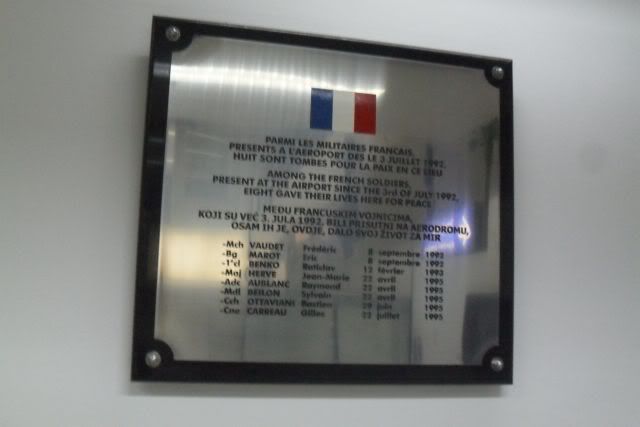 PARMI LES MILITAIRES FRANCAIS,
PRESENTS A L'AEROPORT DES LE 3 JUILLET 1992,
HUIT SONT TOMBES POUR LA PAIX EN CE LIEU
AMONG THE FRENCH SOLDIERS,
PRESENT AT THE AIRPORT SINCE THE 3rd OF JULY 1992,
EIGHT GAVE THEIR LIVES HERE FOR PEACE
MEDU FRANCUSKIM VOJNICIMA,
KOJI SU VEĆ 3. JULA 1992. BILI PRISUTNI NA AERODROMU,
OSAM IH JE, OVDJE, DALO SVOJ ŽIVOT ZA MIR
-Mch VAUDET Frédéric 8 septembre 1992
-Bg MAROT Eric 8 septembre 1992
-1°cl BENKO Ratislav 12 février 1993
-Maj HERVE Jean-Marie 22 avril 1995
-Adc AUBLANC Raymond 22 avril 1995
-Mdl BEILON Sylvain 22 avril 1995
-Cch OTTAVIANI Bastien 29 juin 1995
-Cne CARREAU Gilles 22 juillet 1995